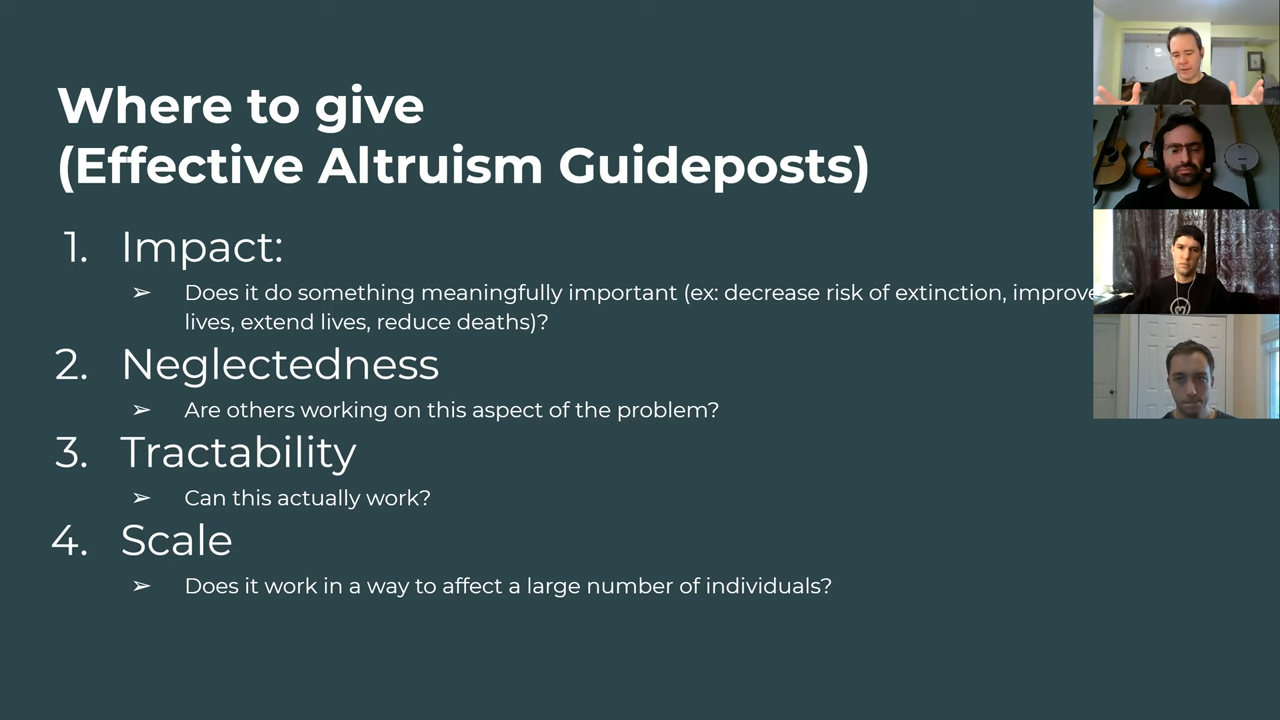 Where to give
(Effective Altruism Guideposts)
1. Impact:
➢ Does it do something meaningfully important (ex: decrease risk of extinction, improve
lives, extend lives, reduce deaths)?
2. Neglectedness
➢ Are others working on this aspect of the problem?
3. Tractability
➢ Can this actually work?
4. Scale
➢ Does it work in a way to affect a large number of individuals?